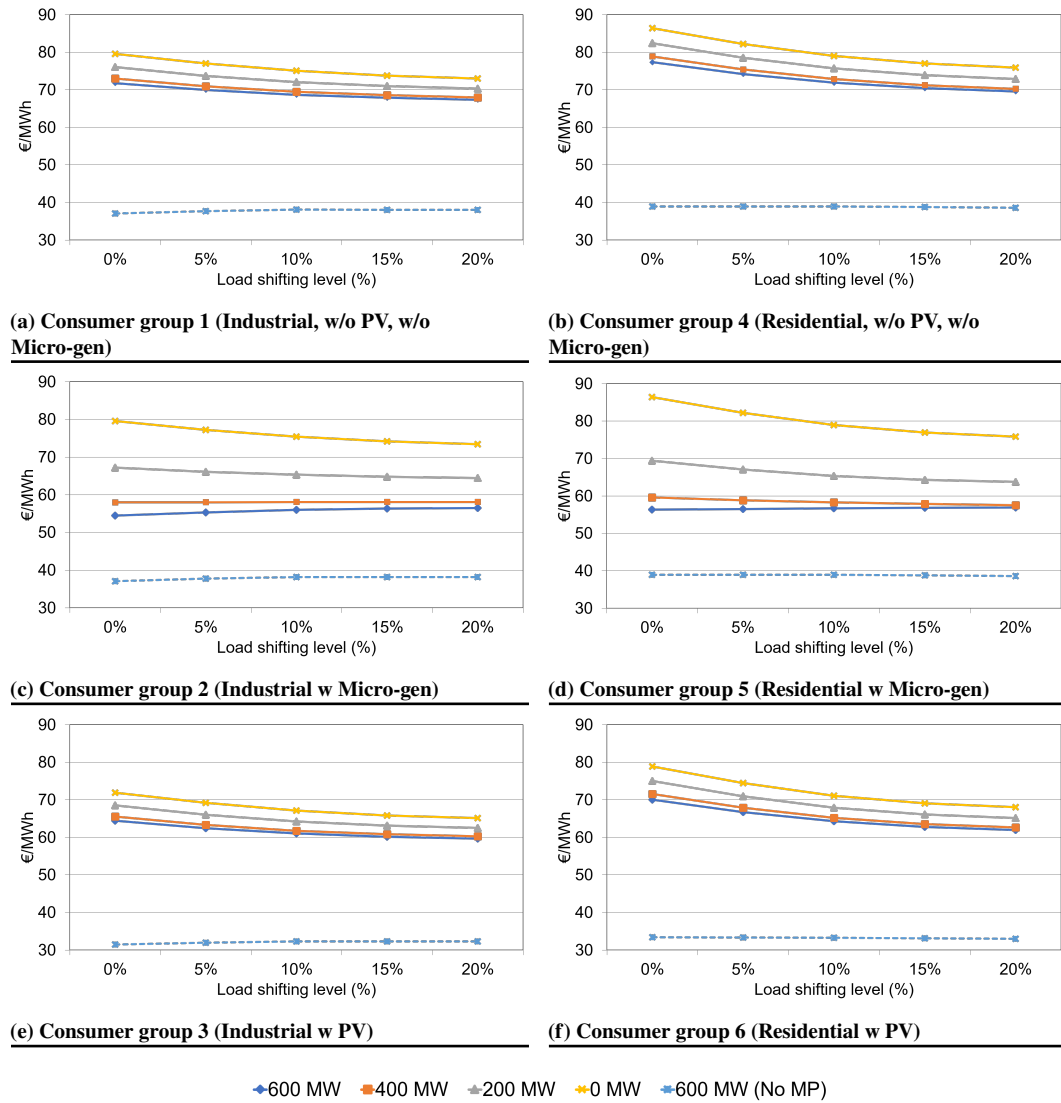 90
80
70
60
50
40
30
€/MWh
0% 5% 10% 15% 20%
Load shifting level (%)
(a) Consumer group 1 (Industrial, w/o PV, w/o
Micro-gen)
90
80
70
60
50
40
30
€/MWh
0% 5% 10% 15% 20%
Load shifting level (%)
(b) Consumer group 4 (Residential, w/o PV, w/o
Micro-gen)
90
80
70
60
50
40
30
€/MWh
0% 5% 10% 15% 20%
Load shifting level (%)
(c) Consumer group 2 (Industrial w Micro-gen)
90
80
70
60
50
40
30
€/MWh
0% 5% 10% 15% 20%
Load shifting level (%)
(d) Consumer group 5 (Residential w Micro-gen)
90
80
70
60
50
40
30
€/MWh
0% 5% 10% 15% 20%
Load shifting level (%)
(e) Consumer group 3 (Industrial w PV)
90
80
70
60
50
40
30
€/MWh
0% 5% 10% 15% 20%
Load shifting level (%)
(f) Consumer group 6 (Residential w PV)
600 MW 400 MW 200 MW 0 MW 600 MW (No MP)